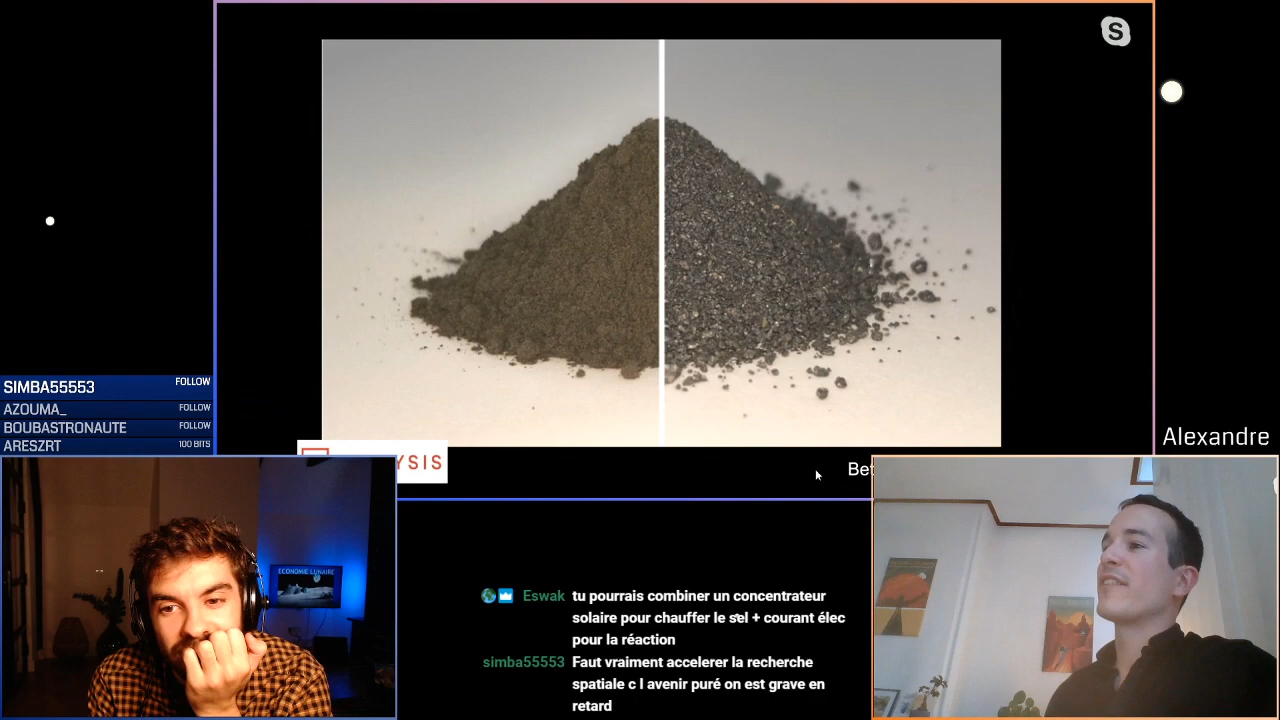 S
SIMBA55553 FOLLOW
AZOUMA_ FOLLOW
BOUBASTRONAUTE FOLLOW
ARESZRT 100 BITS
Alexandre
YSIS
Bet
ECONOMIE LUNAIRE
Eswak tu pourrais combiner un concentrateur
solaire pour chauffer le sel + courant élec
pour la réaction
simba55553 Faut vraiment accelerer la recherche
spatiale c l avenir puré on est grave en
retard